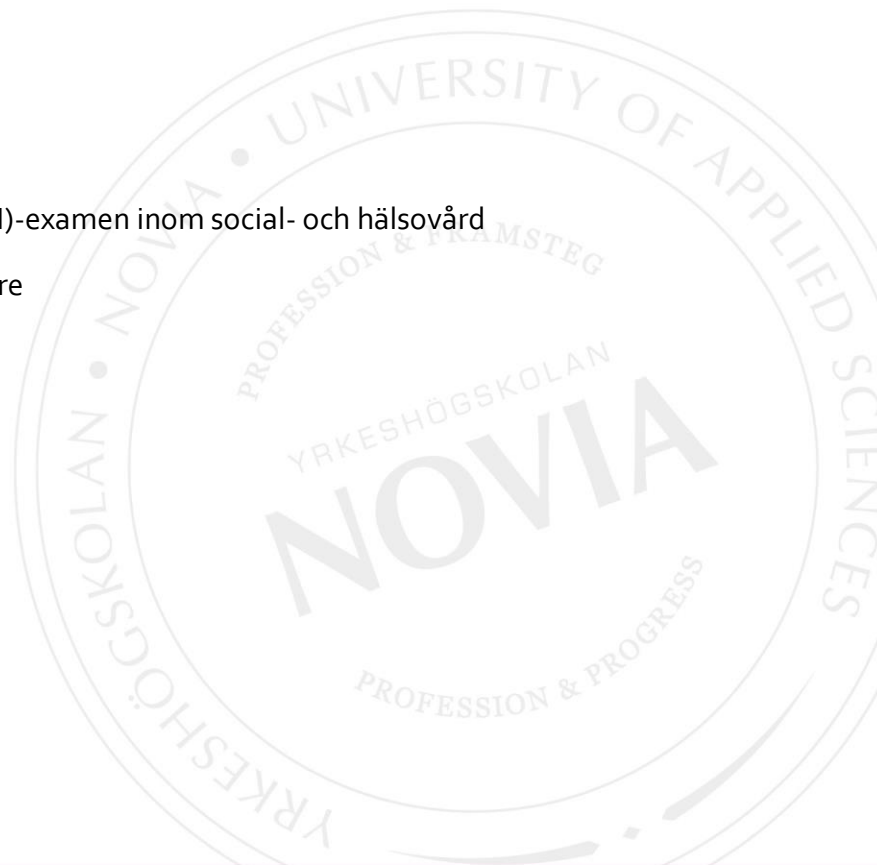 )-examen inom social- och hälsovård
re
YRKESHÖGSKOLAN • NOVIA • UNIVERSITY OF APPLIED SCIENCES
PROFESSION & FRAMSTEG
YRKESHÖGSKOLAN
NOVIA
PROFESSION & PROGRESS